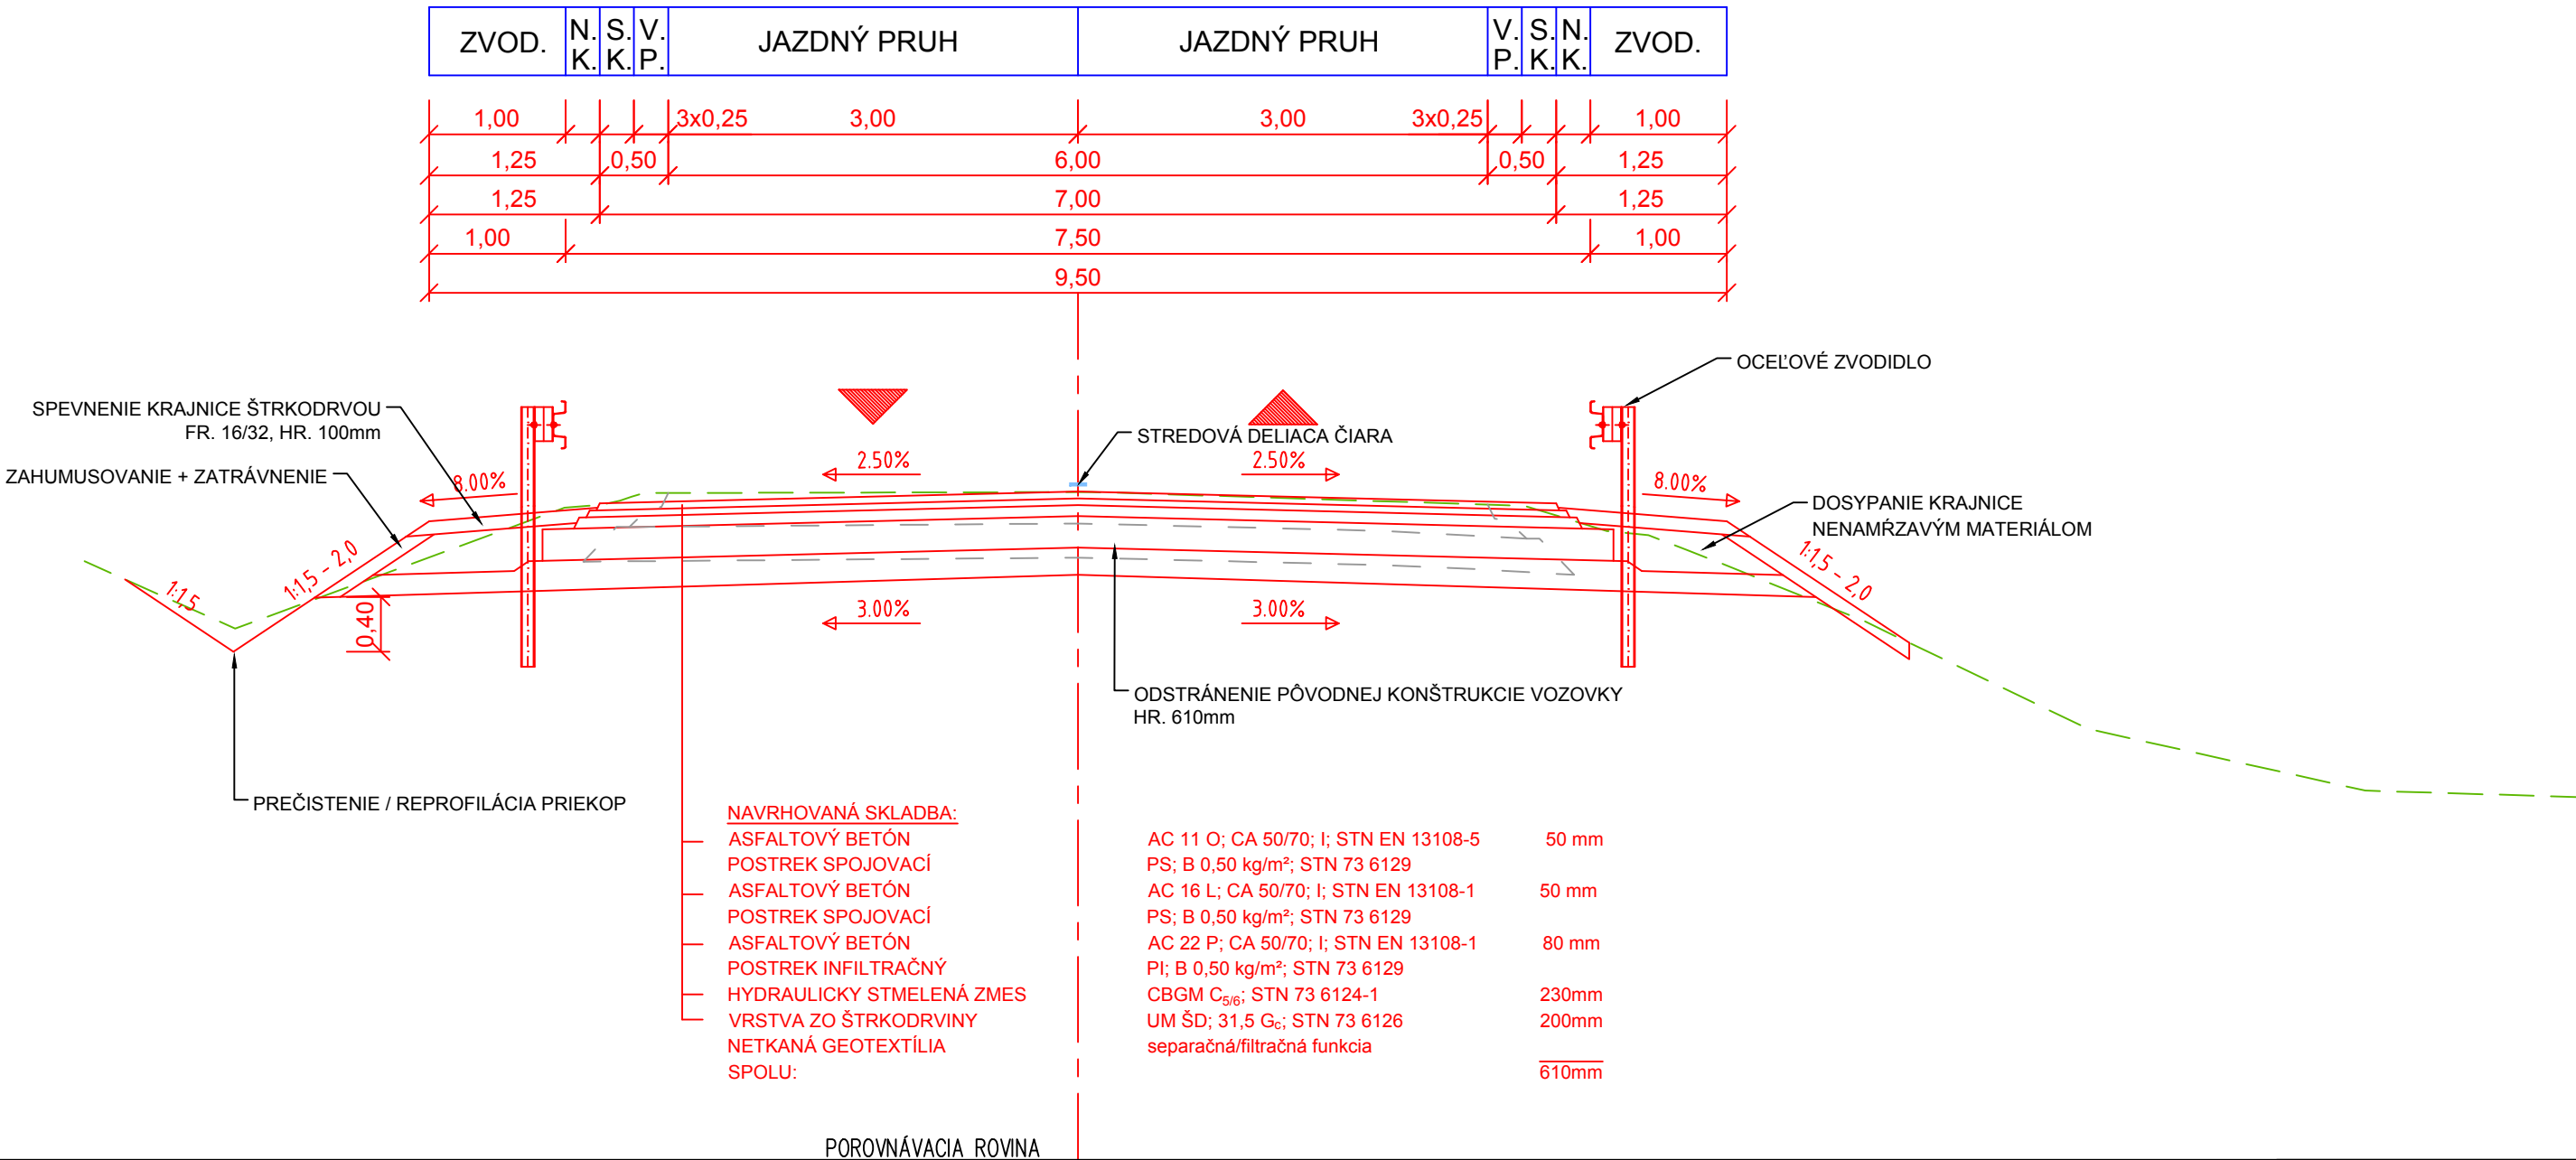 ZVOD. N. K. S. K. V. P. JAZDNÝ PRUH JAZDNÝ PRUH V. P. S. K. N. K. ZVOD.
1,00 3x0,25 3,00 3,00 3x0,25 1,00
1,25 0,50 6,00 0,50 1,25
1,25 7,00 1,25
1,00 7,50 1,00
9,50
OCEĽOVÉ ZVODIDLO
SPEVNENIE KRAJNICE ŠTRKODRVOU
FR. 16/32, HR. 100mm
STREDOVÁ DELIACA ČIARA
ZAHUMUSOVANIE + ZATRÁVNENIE
8.00% 2.50% 2.50% 8.00%
DOSYPANIE KRAJNICE
NENAMŔZAVÝM MATERIÁLOM
1:1,5 1:1,5 - 2,0 1:1,5 - 2,0
0,40
3.00% 3.00%
ODSTRÁNENIE PÔVODNEJ KONŠTRUKCIE VOZOVKY
HR. 610mm
PREČISTENIE / REPROFILÁCIA PRIEKOP
NAVRHOVANÁ SKLADBA:
ASFALTOVÝ BETÓN AC 11 O; CA 50/70; I; STN EN 13108-5 50 mm
POSTREK SPOJOVACÍ PS; B 0,50 kg/m²; STN 73 6129
ASFALTOVÝ BETÓN AC 16 L; CA 50/70; I; STN EN 13108-1 50 mm
POSTREK SPOJOVACÍ PS; B 0,50 kg/m²; STN 73 6129
ASFALTOVÝ BETÓN AC 22 P; CA 50/70; I; STN EN 13108-1 80 mm
POSTREK INFILTRAČNÝ PI; B 0,50 kg/m²; STN 73 6129
HYDRAULICKY STMELENÁ ZMES CBGM C5/6; STN 73 6124-1 230mm
VRSTVA ZO ŠTRKODRVINY UM ŠD; 31,5 Gc; STN 73 6126 200mm
NETKANÁ GEOTEXTÍLIA separačná/filtračná funkcia
SPOLU: 610mm
POROVNÁVACIA ROVINA